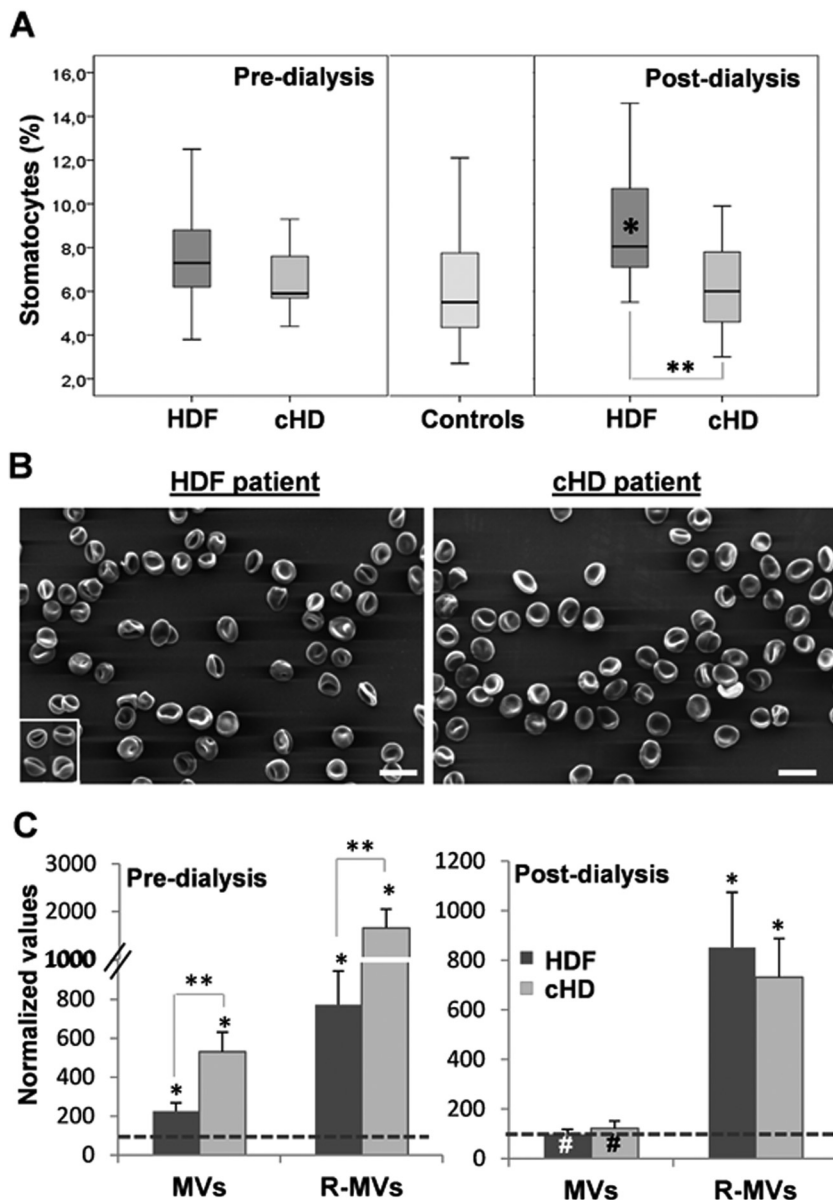 A
Stomatocytes (%)
16,0
14,0
12,0
10,0
8,0
6,0
4,0
2,0
Pre-dialysis
Post-dialysis
*
**
HDF
cHD
Controls
HDF
cHD
B
HDF patient
cHD patient
C
Normalized values
3000
2000
1000
800
600
400
200
0
Pre-dialysis
*
**
*
*
**
*
MVs
R-MVs
1200
1000
800
600
400
200
0
Post-dialysis
HDF
cHD
#
#
*
*
MVs
R-MVs